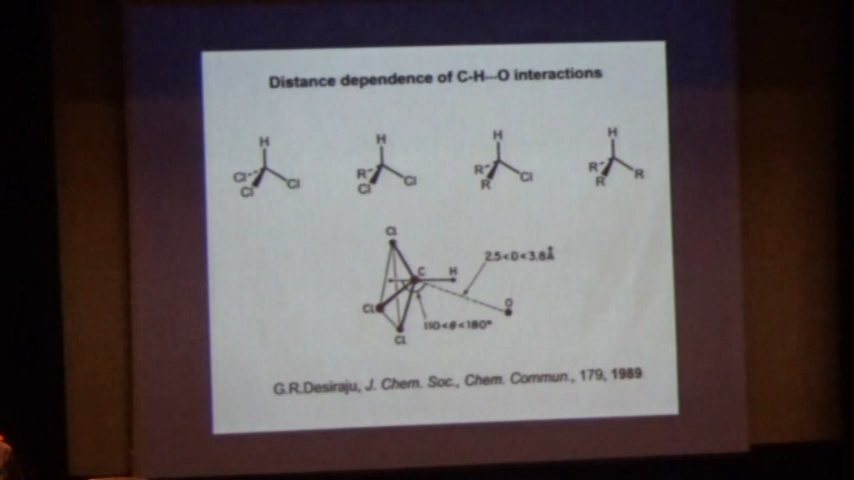 Distance dependence of C-H---O interactions
H
Cl
Cl
Cl
H
R
Cl
Cl
H
R
R
Cl
H
R
R
R
Cl
C
H
2.5<D<3.8Å
Cl
O
110<θ<180°
Cl
G.R.Desiraju, J. Chem. Soc., Chem. Commun., 179, 1989